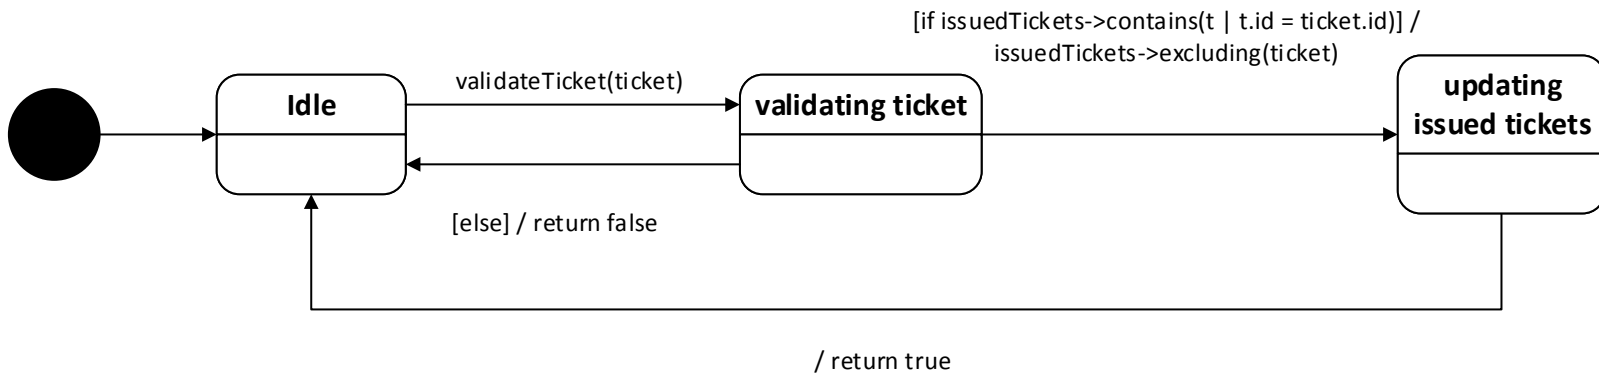 [if issuedTickets->contains(t | t.id = ticket.id)] /
issuedTickets->excluding(ticket)
Idle
validateTicket(ticket)
validating ticket
updating
issued tickets
[else] / return false
/ return true